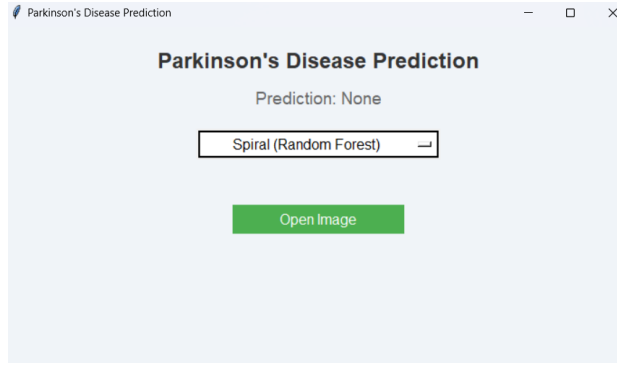 Parkinson's Disease Prediction
Parkinson's Disease Prediction
Prediction: None
Spiral (Random Forest)
Open Image